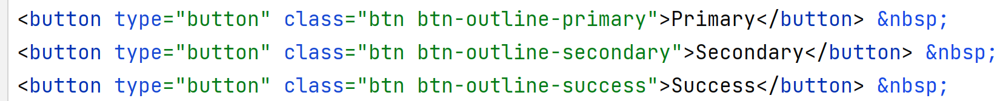 <button type="button" class="btn btn-outline-primary">Primary</button> &nbsp;
<button type="button" class="btn btn-outline-secondary">Secondary</button> &nbsp;
<button type="button" class="btn btn-outline-success">Success</button> &nbsp;